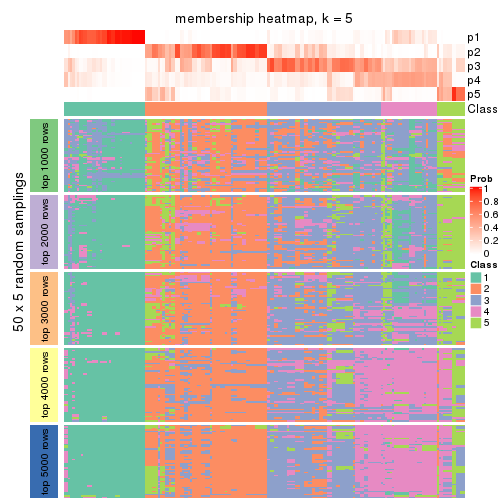 membership heatmap, k = 5
p1
p2
p3
p4
p5
Class
50 x 5 random samplings
top 1000 rows
top 2000 rows
top 3000 rows
top 4000 rows
top 5000 rows
Prob
1
0.8
0.6
0.4
0.2
0
Class
1
2
3
4
5